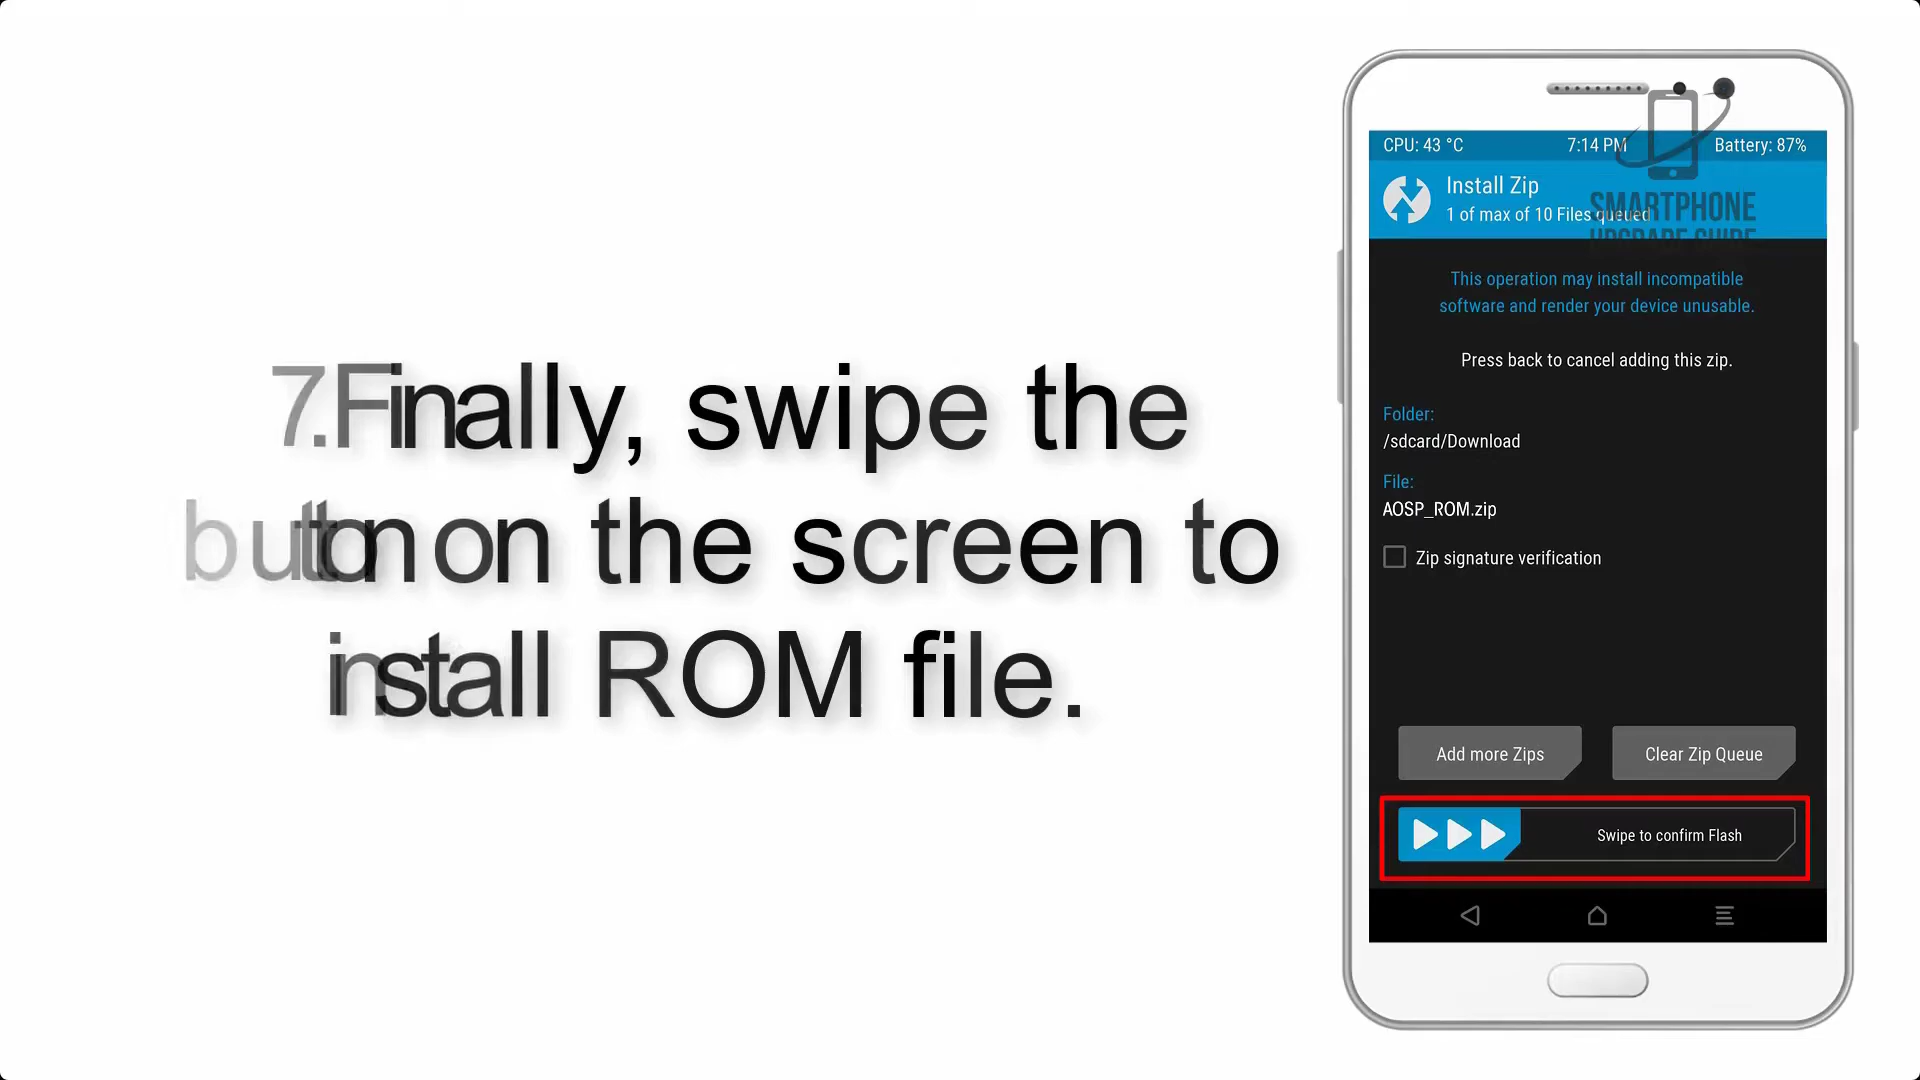 7.Finally, swipe the
button on the screen to
install ROM file.
CPU: 43 °C 7:14 PM Battery: 87%
Install Zip
1 of max of 10 Files queued
SMARTPHONE
UPGRADE GUIDE
This operation may install incompatible
software and render your device unusable.
Press back to cancel adding this zip.
Folder:
/sdcard/Download
File:
AOSP_ROM.zip
Zip signature verification
Add more Zips Clear Zip Queue
Swipe to confirm Flash